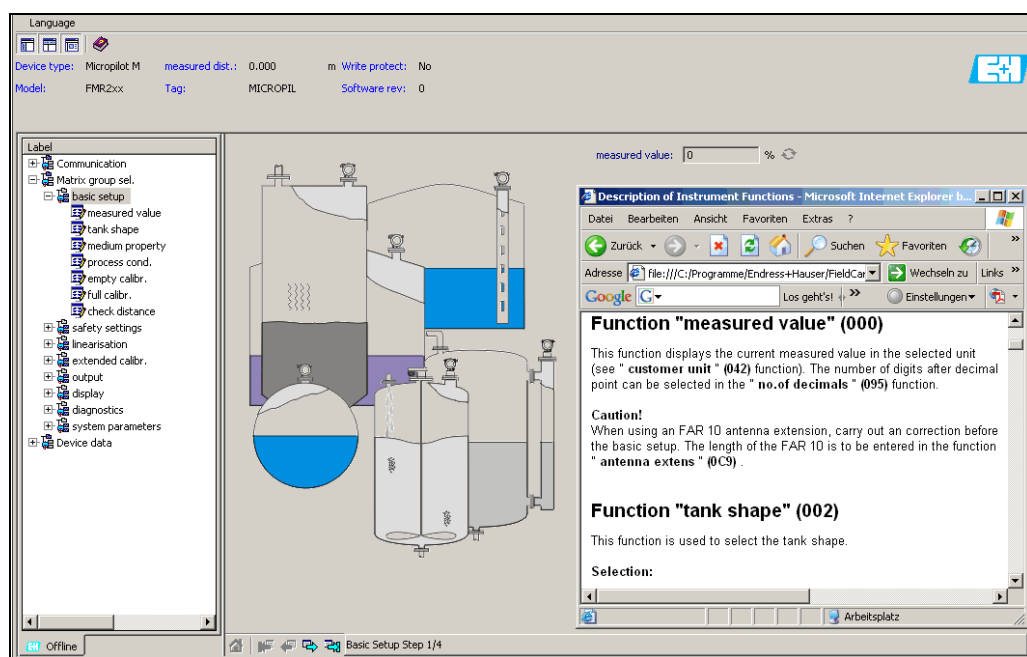 Language
Device type: Micropilot M measured dist.: 0.000 m Write protect: No
Model: FMR2xx Tag: MICROPIL Software rev: 0
E+H
Label
Communication
Matrix group sel.
basic setup
measured value
tank shape
medium property
process cond.
empty calibr.
full calibr.
check distance
safety settings
linearisation
extended calibr.
output
display
diagnostics
system parameters
Device data
measured value: 0 %
Description of Instrument Functions - Microsoft Internet Explorer b...
Datei Bearbeiten Ansicht Favoriten Extras ?
Zurück Suchen Favoriten »
Adresse file:///C:/Programme/Endress+Hauser/FieldCar Wechseln zu Links »
Google G Los geht's! » Einstellungen
Function "measured value" (000)
This function displays the current measured value in the selected unit
(see " customer unit " (042) function). The number of digits after decimal
point can be selected in the " no.of decimals " (095) function.
Caution!
When using an FAR 10 antenna extension, carry out an correction before
the basic setup. The length of the FAR 10 is to be entered in the function
" antenna extens " (0C9) .
Function "tank shape" (002)
This function is used to select the tank shape.
Selection:
Arbeitsplatz
E+H Offline
Basic Setup Step 1/4